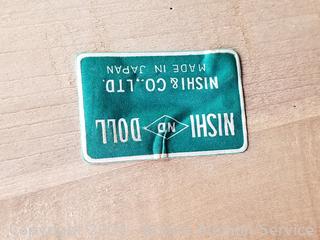 NISHI ND DOLL
NISHI & CO., LTD.
MADE IN JAPAN